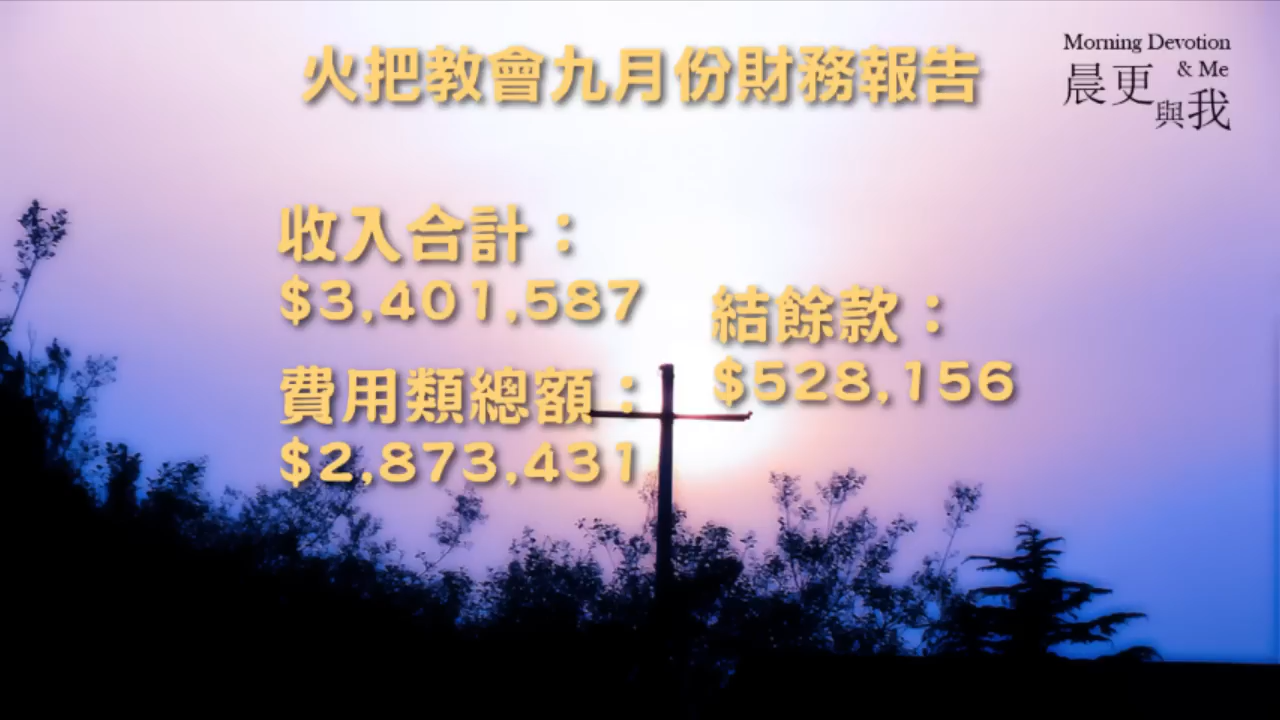 火把教會九月份財務報告
Morning Devotion
& Me
晨更
與我
收入合計：
$3,401,587
費用類總額：
$2,873,431
結餘款：
$528,156